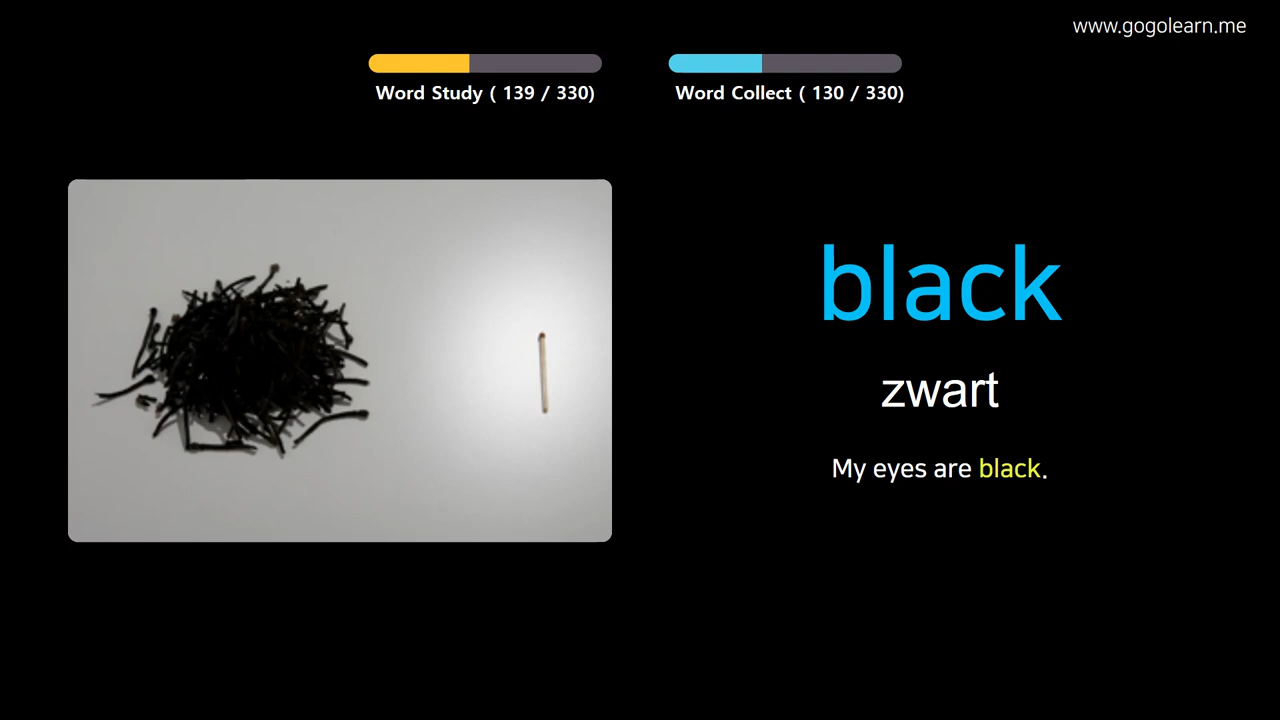 www.gogolearn.me
Word Study ( 139 / 330)
Word Collect ( 130 / 330)
black
zwart
My eyes are black.